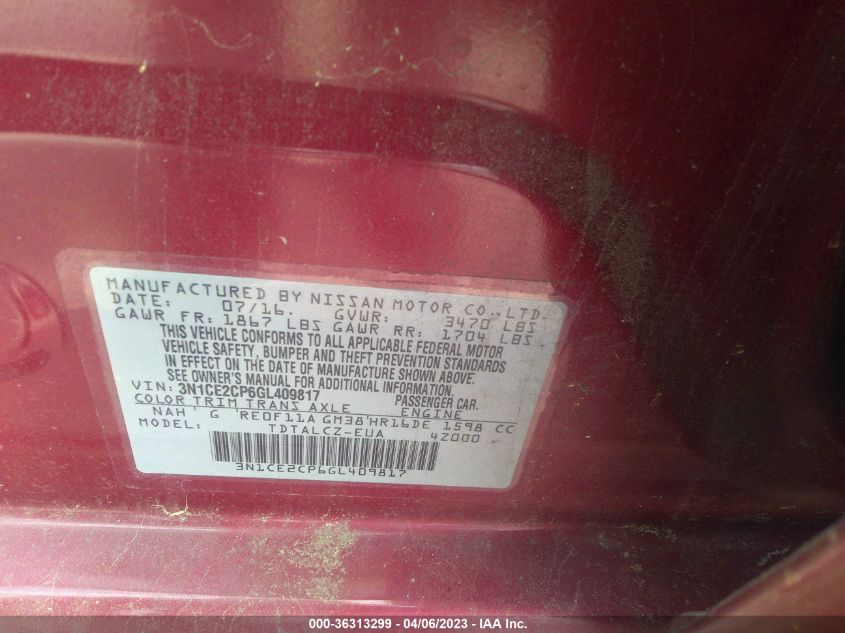 MANUFACTURED BY NISSAN MOTOR CO., LTD.
DATE: 07/16. GVWR: 3470 LBS
GAWR FR: 1867 LBS GAWR RR: 1704 LBS
THIS VEHICLE CONFORMS TO ALL APPLICABLE FEDERAL MOTOR
VEHICLE SAFETY, BUMPER AND THEFT PREVENTION STANDARDS
IN EFFECT ON THE DATE OF MANUFACTURE SHOWN ABOVE.
SEE OWNER'S MANUAL FOR ADDITIONAL INFORMATION.
VIN: 3N1CE2CP6GL409817 PASSENGER CAR.
COLOR TRIM TRANS AXLE ENGINE
NAH G RE0F11A GM38 HR16DE 1598 CC
MODEL: TDTALCZ-EUA 4Z000
3N1CE2CP6GL409817
000-36313299 - 04/06/2023 - IAA Inc.